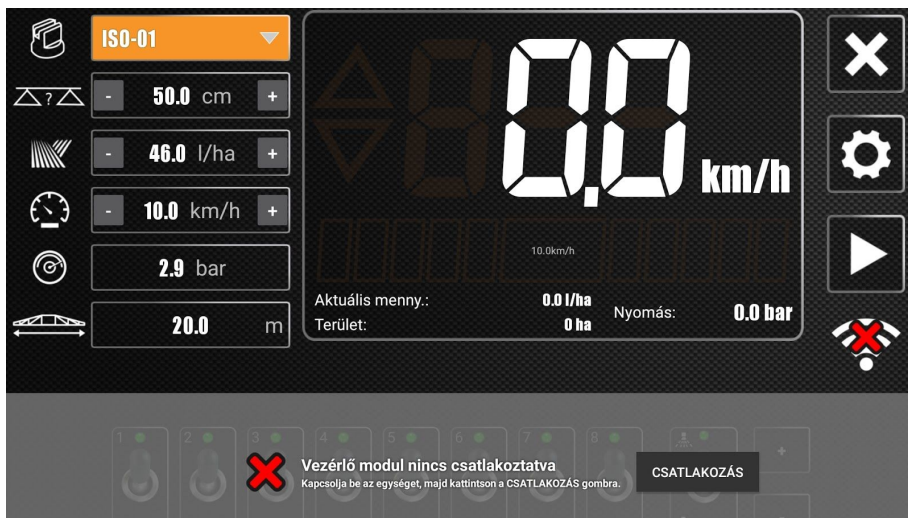 ISO-01
- 50.0 cm +
- 46.0 l/ha +
- 10.0 km/h +
2.9 bar
20.0 m
0.0 km/h
10.0km/h
Aktuális menny.: 0.0 l/ha
Terület: 0 ha
Nyomás: 0.0 bar
1 2 3 4 5 6 7 8
+
Vezérlő modul nincs csatlakoztatva
Kapcsolja be az egységet, majd kattintson a CSATLAKOZÁS gombra.
CSATLAKOZÁS